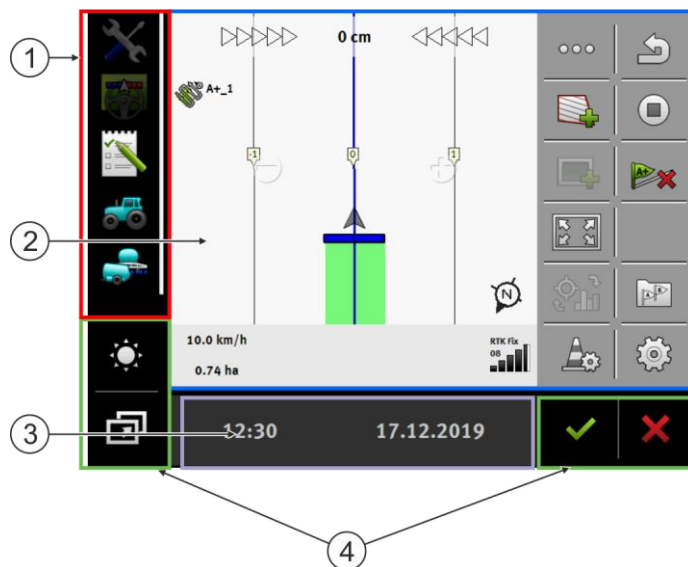 1
0 cm
A+_1
-1
0
1
A+
2
N
A B
10.0 km/h
RTK Fix
08
0.74 ha
3
12:30
17.12.2019
4